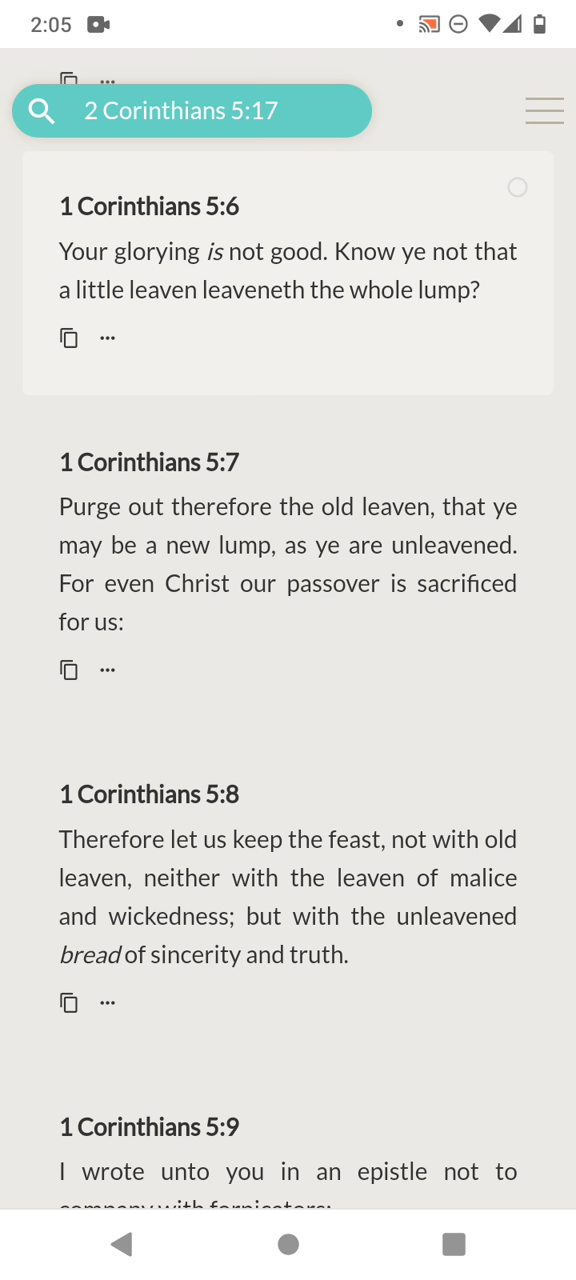 2:05
2 Corinthians 5:17
1 Corinthians 5:6
Your glorying is not good. Know ye not that
a little leaven leaveneth the whole lump?
1 Corinthians 5:7
Purge out therefore the old leaven, that ye
may be a new lump, as ye are unleavened.
For even Christ our passover is sacrificed
for us:
1 Corinthians 5:8
Therefore let us keep the feast, not with old
leaven, neither with the leaven of malice
and wickedness; but with the unleavened
bread of sincerity and truth.
1 Corinthians 5:9
I wrote unto you in an epistle not to
company with fornicators: